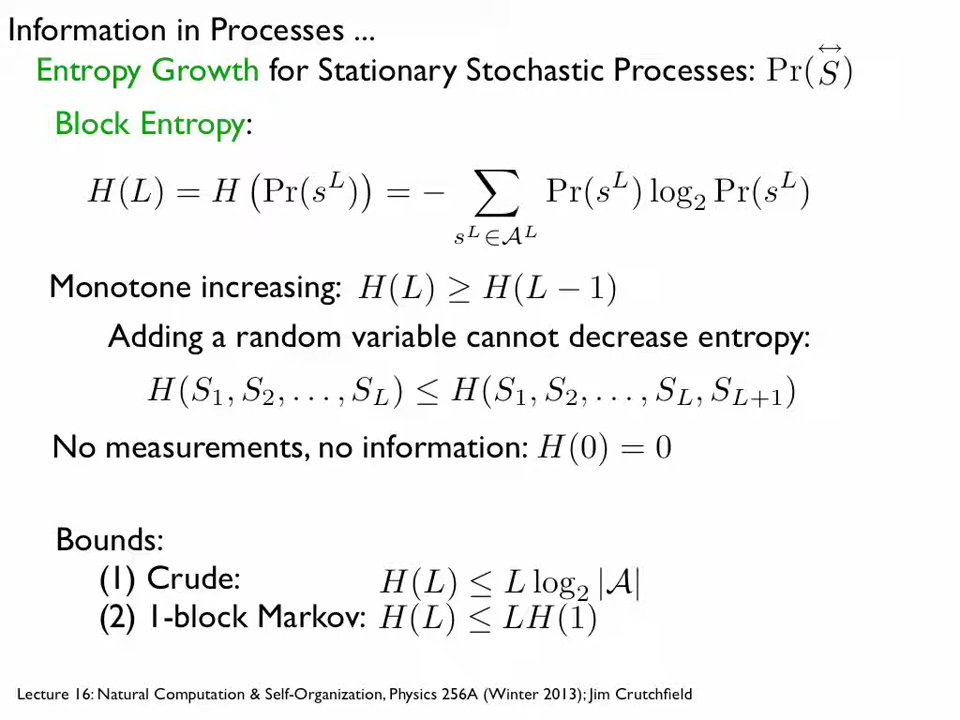 Information in Processes ...
Entropy Growth for Stationary Stochastic Processes: Pr(S⃡)
Block Entropy:
H(L) = H (Pr(s^L)) = − ∑_{s^L∈𝒜^L} Pr(s^L) log₂ Pr(s^L)
Monotone increasing: H(L) ≥ H(L − 1)
Adding a random variable cannot decrease entropy:
H(S₁, S₂, . . . , S_L) ≤ H(S₁, S₂, . . . , S_L, S_{L+1})
No measurements, no information: H(0) = 0
Bounds:
(1) Crude: H(L) ≤ L log₂ |𝒜|
(2) 1-block Markov: H(L) ≤ LH(1)
Lecture 16: Natural Computation & Self-Organization, Physics 256A (Winter 2013); Jim Crutchfield